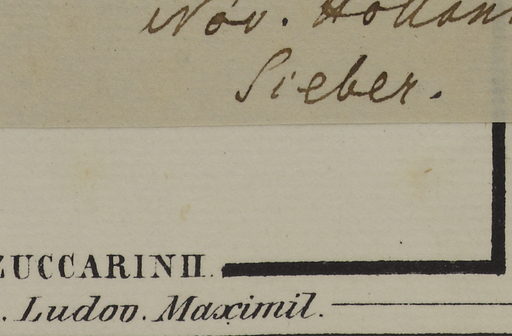 Nov. Holland
Sieber.
ZUCCARINII.
. Ludov. Maximil.